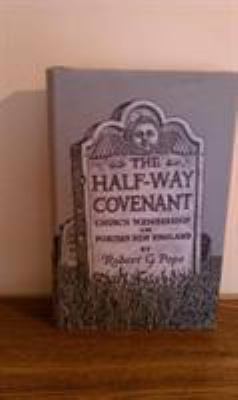 THE
HALF-WAY
COVENANT
CHURCH MEMBERSHIP
IN
PURITAN NEW ENGLAND
BY
Robert G. Pope